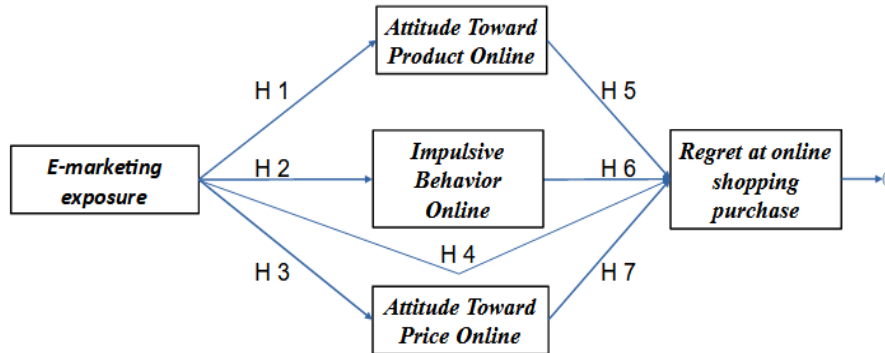 Attitude Toward
Product Online
H 1
H 5
E-marketing
exposure
H 2
Impulsive
Behavior
Online
H 6
Regret at online
shopping
purchase
H 4
H 3
H 7
Attitude Toward
Price Online